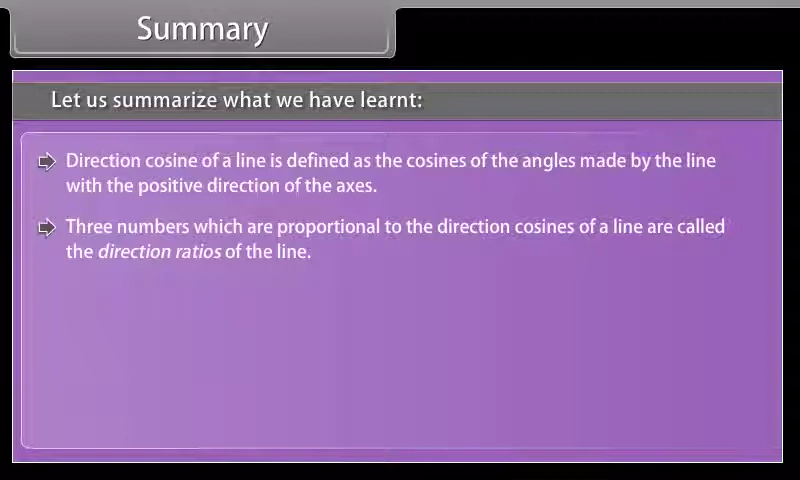 Summary
Let us summarize what we have learnt:
Direction cosine of a line is defined as the cosines of the angles made by the line
with the positive direction of the axes.
Three numbers which are proportional to the direction cosines of a line are called
the direction ratios of the line.